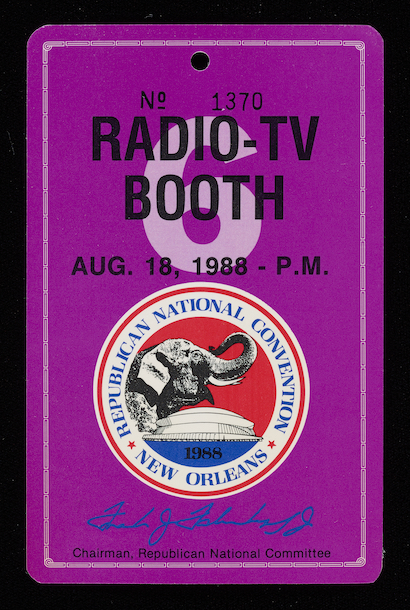 Nº 1370
RADIO-TV
BOOTH
6
AUG. 18, 1988 - P.M.
REPUBLICAN NATIONAL CONVENTION
1988
★ NEW ORLEANS ★
Chairman, Republican National Committee